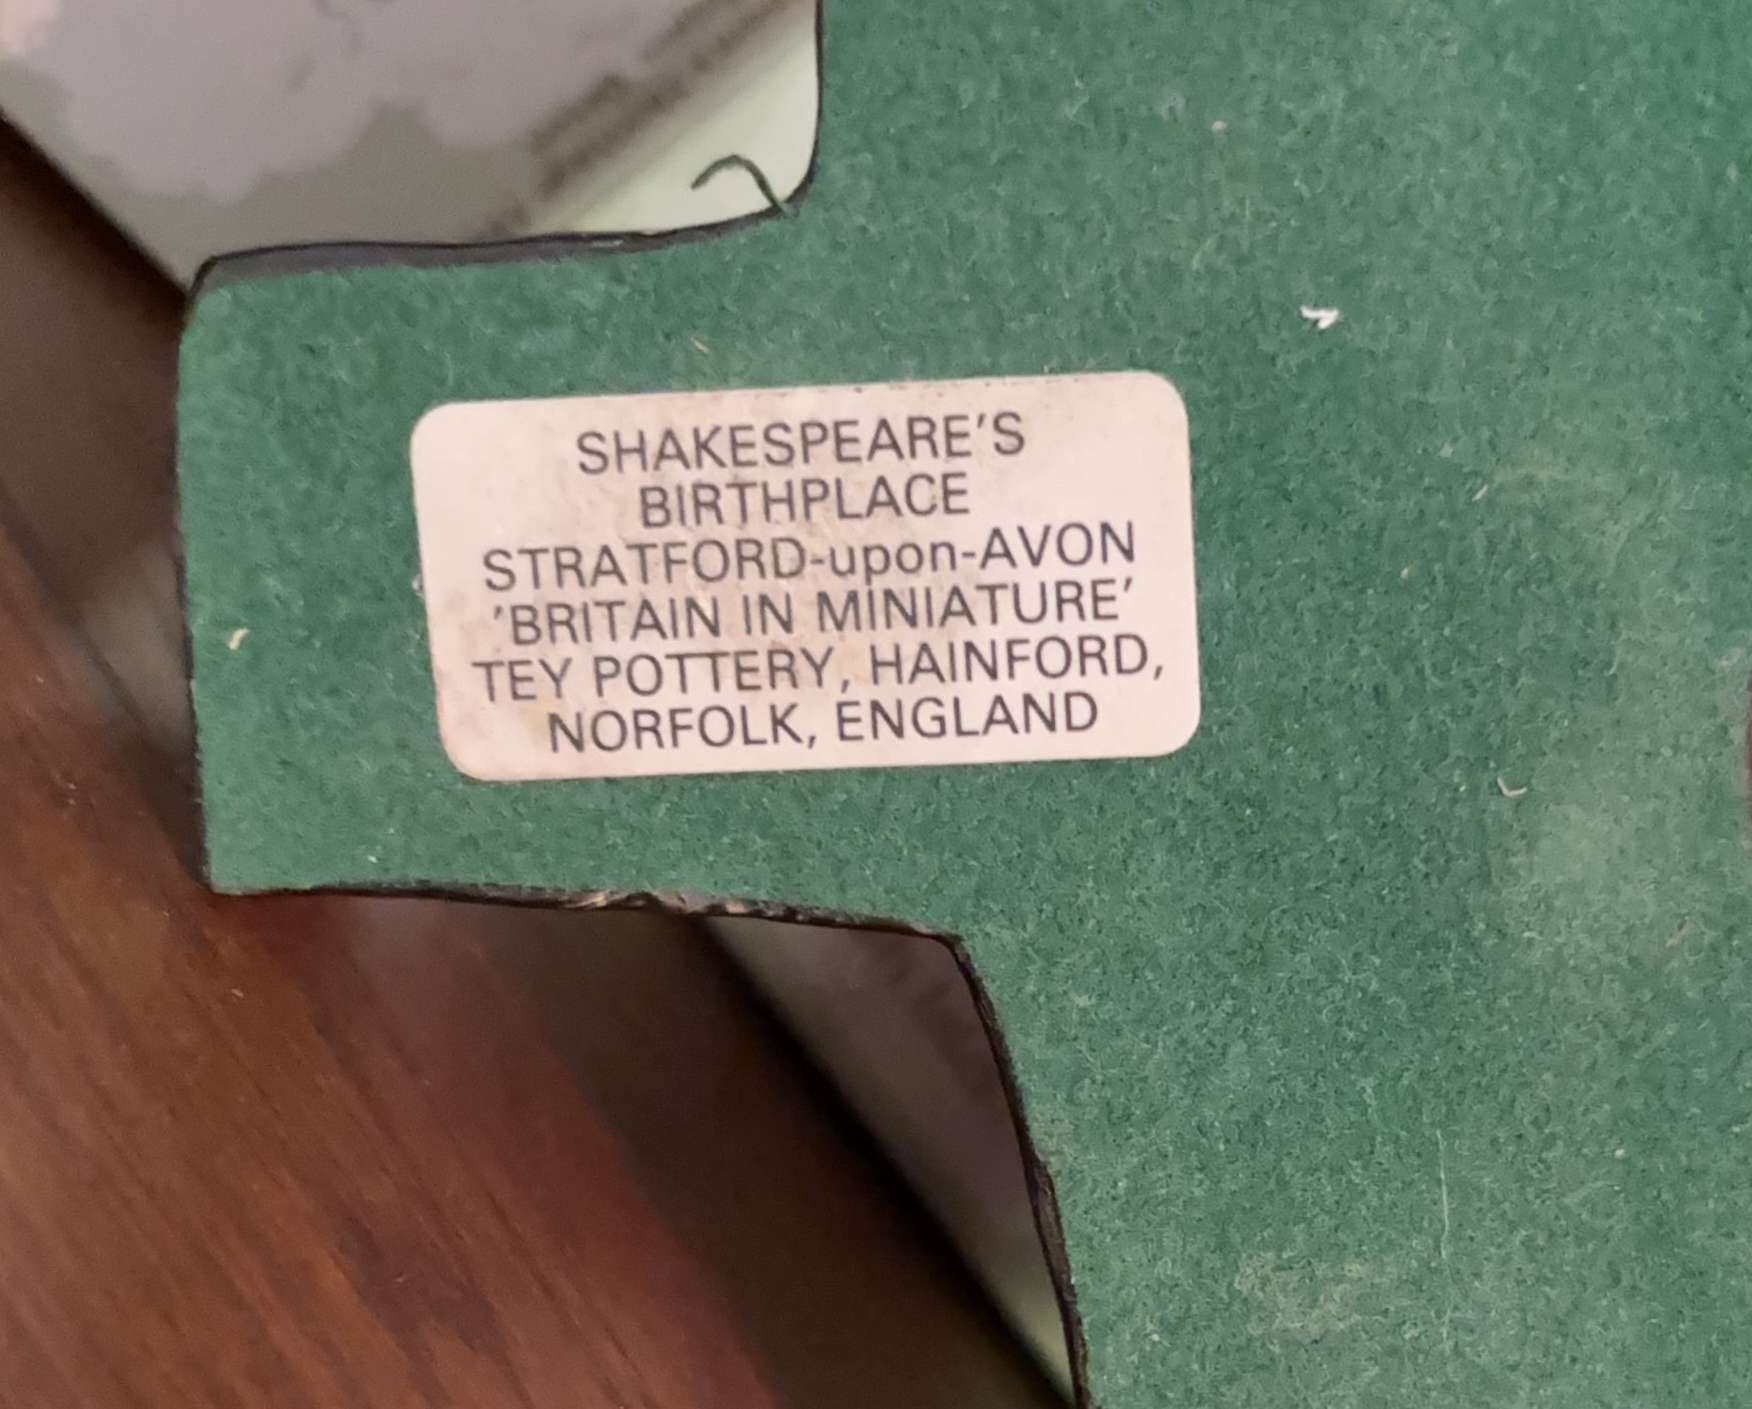 SHAKESPEARE'S
BIRTHPLACE
STRATFORD-upon-AVON
'BRITAIN IN MINIATURE'
TEY POTTERY, HAINFORD,
NORFOLK, ENGLAND